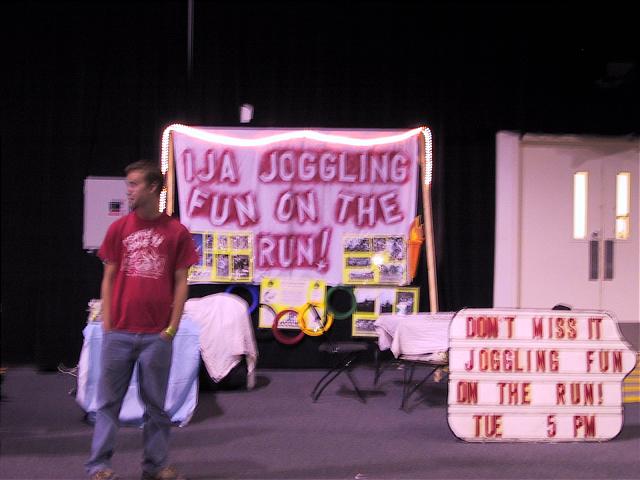 IJA JOGGLING
FUN ON THE
RUN!
DON'T MISS IT
JOGGLING FUN
ON THE RUN!
TUE 5 PM